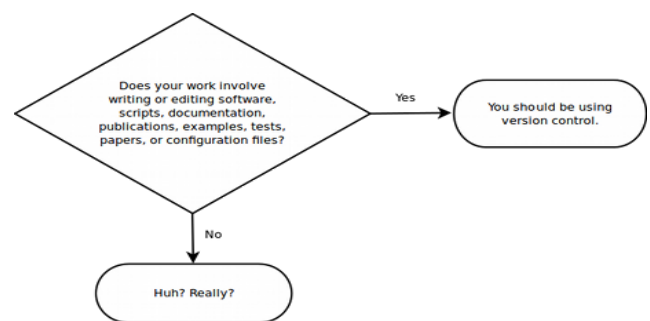 Does your work involve
writing or editing software,
scripts, documentation,
publications, examples, tests,
papers, or configuration files?
Yes
You should be using
version control.
No
Huh? Really?